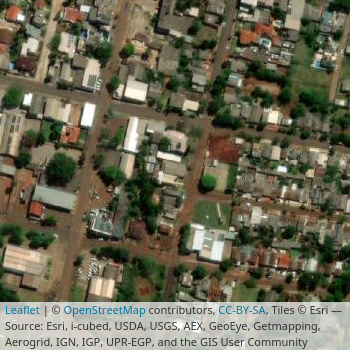 Leaflet | © OpenStreetMap contributors, CC-BY-SA, Tiles © Esri —
Source: Esri, i-cubed, USDA, USGS, AEX, GeoEye, Getmapping,
Aerogrid, IGN, IGP, UPR-EGP, and the GIS User Community